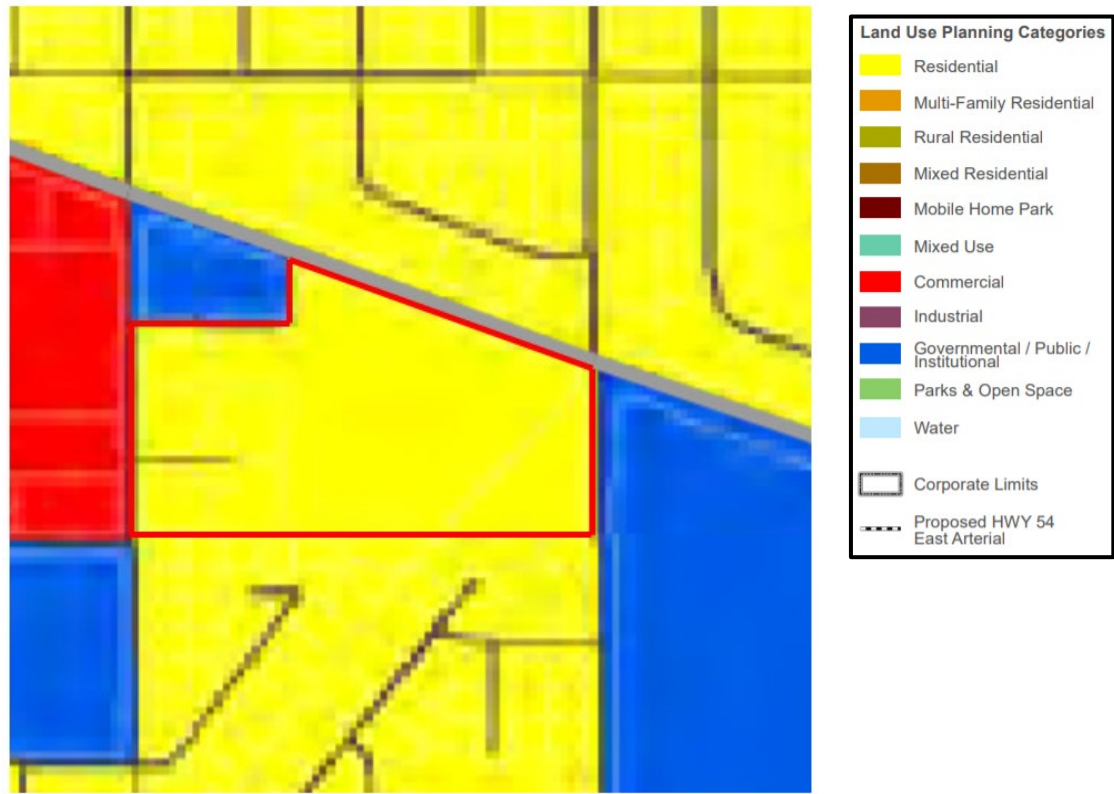 Land Use Planning Categories
Residential
Multi-Family Residential
Rural Residential
Mixed Residential
Mobile Home Park
Mixed Use
Commercial
Industrial
Governmental / Public /
Institutional
Parks & Open Space
Water
Corporate Limits
Proposed HWY 54
East Arterial